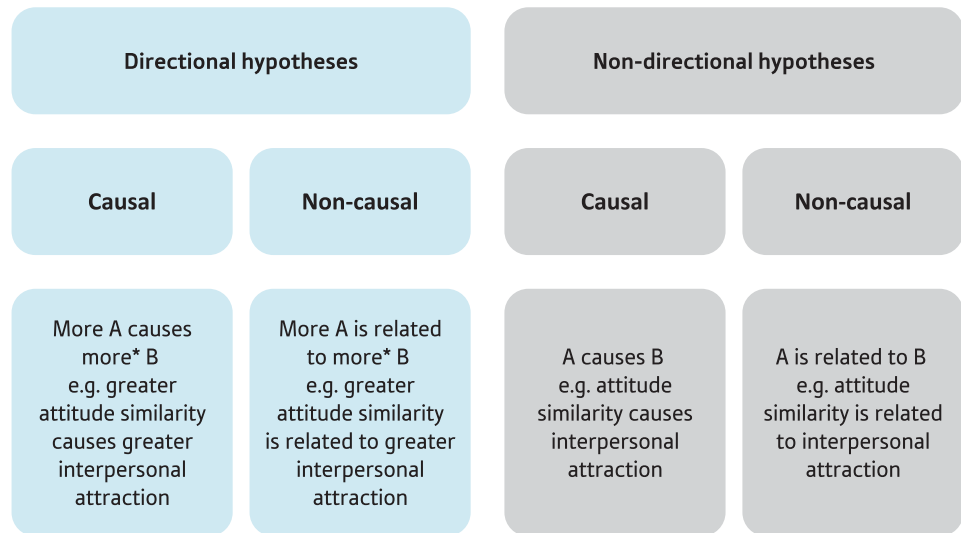 Directional hypotheses
Non-directional hypotheses
Causal
Non-causal
Causal
Non-causal
More A causes
more* B
e.g. greater
attitude similarity
causes greater
interpersonal
attraction
More A is related
to more* B
e.g. greater
attitude similarity
is related to greater
interpersonal
attraction
A causes B
e.g. attitude
similarity causes
interpersonal
attraction
A is related to B
e.g. attitude
similarity is related
to interpersonal
attraction